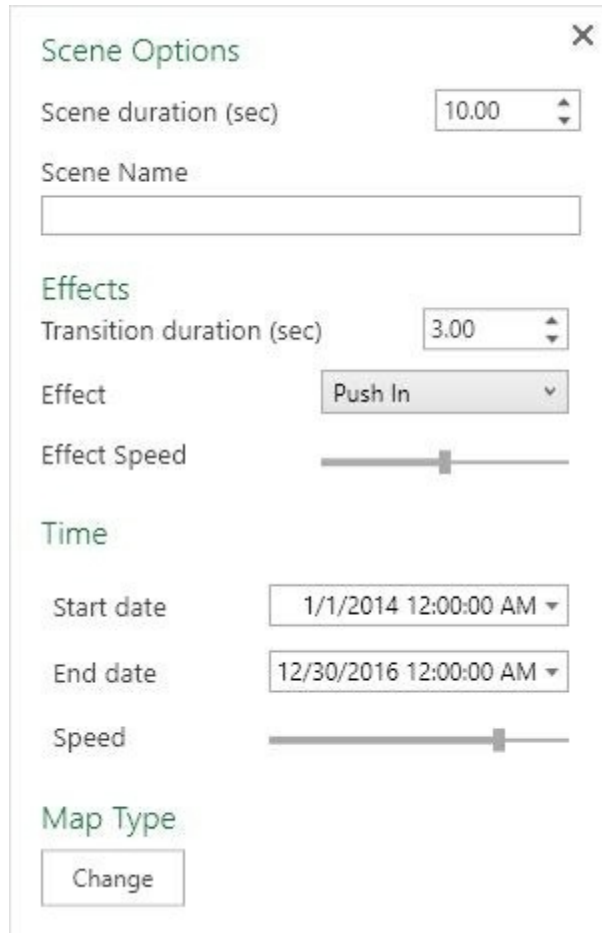 Scene Options
Scene duration (sec) 10.00
Scene Name
Effects
Transition duration (sec) 3.00
Effect Push In
Effect Speed
Time
Start date 1/1/2014 12:00:00 AM
End date 12/30/2016 12:00:00 AM
Speed
Map Type
Change